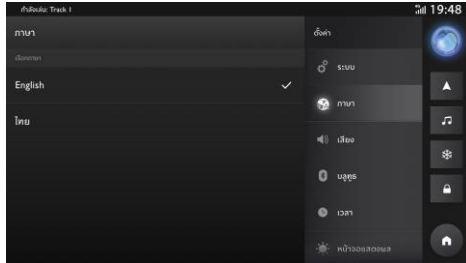 กำลังเล่น: Track 1
19:48
ภาษา
เลือกภาษา
English
ไทย
ตั้งค่า
ระบบ
ภาษา
เสียง
บลูทูธ
เวลา
หน้าจอแสดงผล